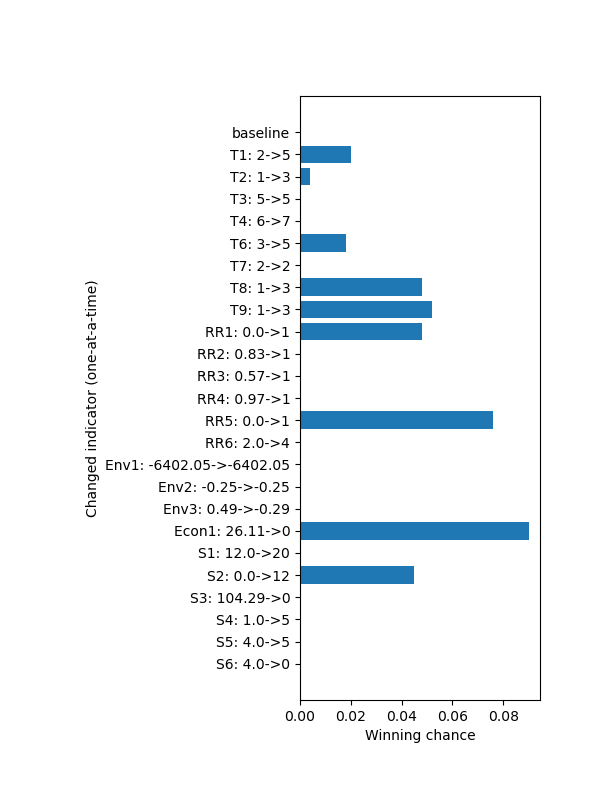 baseline
T1: 2->5
T2: 1->3
T3: 5->5
T4: 6->7
T6: 3->5
T7: 2->2
T8: 1->3
T9: 1->3
RR1: 0.0->1
RR2: 0.83->1
RR3: 0.57->1
RR4: 0.97->1
RR5: 0.0->1
RR6: 2.0->4
Env1: -6402.05->-6402.05
Env2: -0.25->-0.25
Env3: 0.49->-0.29
Econ1: 26.11->0
S1: 12.0->20
S2: 0.0->12
S3: 104.29->0
S4: 1.0->5
S5: 4.0->5
S6: 4.0->0
Changed indicator (one-at-a-time)
0.00 0.02 0.04 0.06 0.08
Winning chance